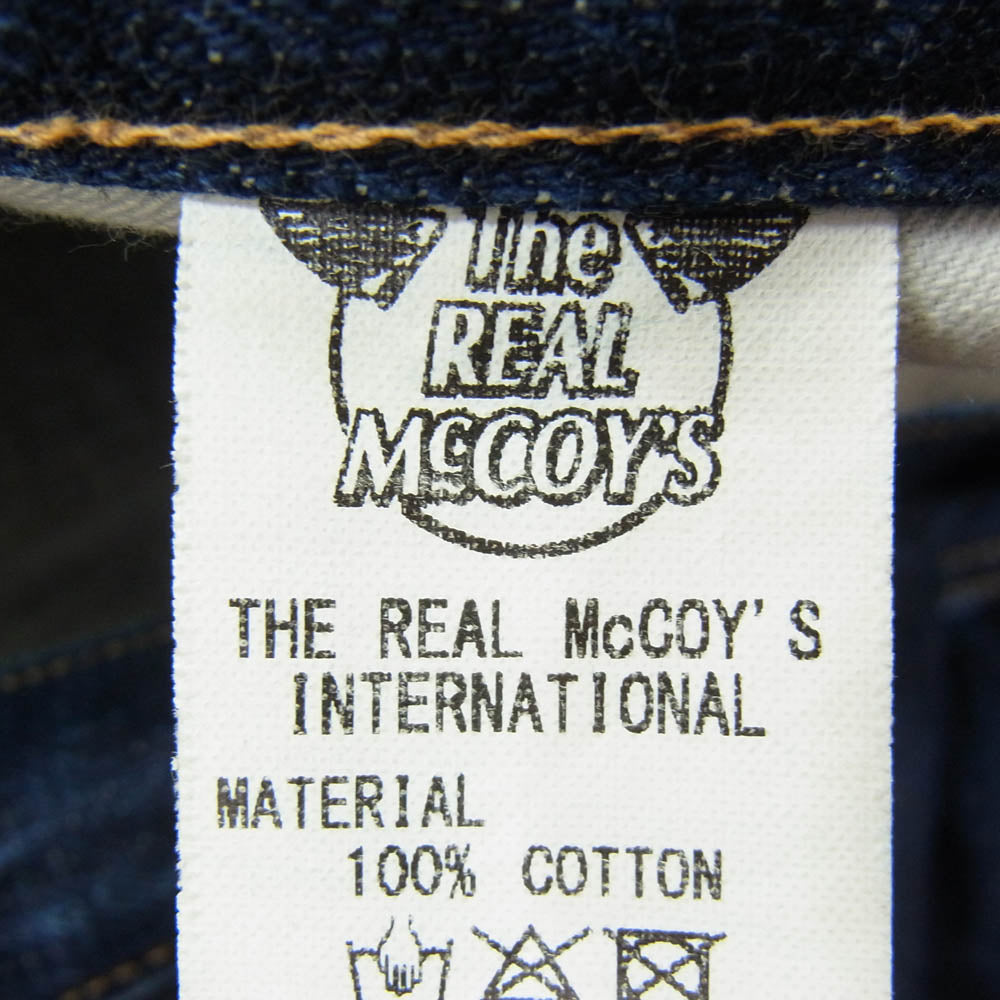 The
REAL
McCOY'S
THE REAL McCOY'S
INTERNATIONAL
MATERIAL
100% COTTON